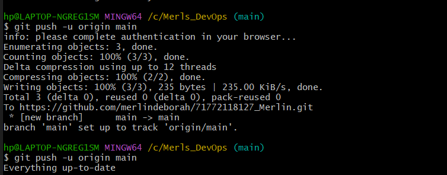 hp@LAPTOP-NGREG1SM MINGW64 /c/Merls_DevOps (main)
$ git push -u origin main
info: please complete authentication in your browser...
Enumerating objects: 3, done.
Counting objects: 100% (3/3), done.
Delta compression using up to 12 threads
Compressing objects: 100% (2/2), done.
Writing objects: 100% (3/3), 235 bytes | 235.00 KiB/s, done.
Total 3 (delta 0), reused 0 (delta 0), pack-reused 0
To https://github.com/merlindeborah/71772118127_Merlin.git
 * [new branch]      main -> main
branch 'main' set up to track 'origin/main'.
hp@LAPTOP-NGREG1SM MINGW64 /c/Merls_DevOps (main)
$ git push -u origin main
Everything up-to-date